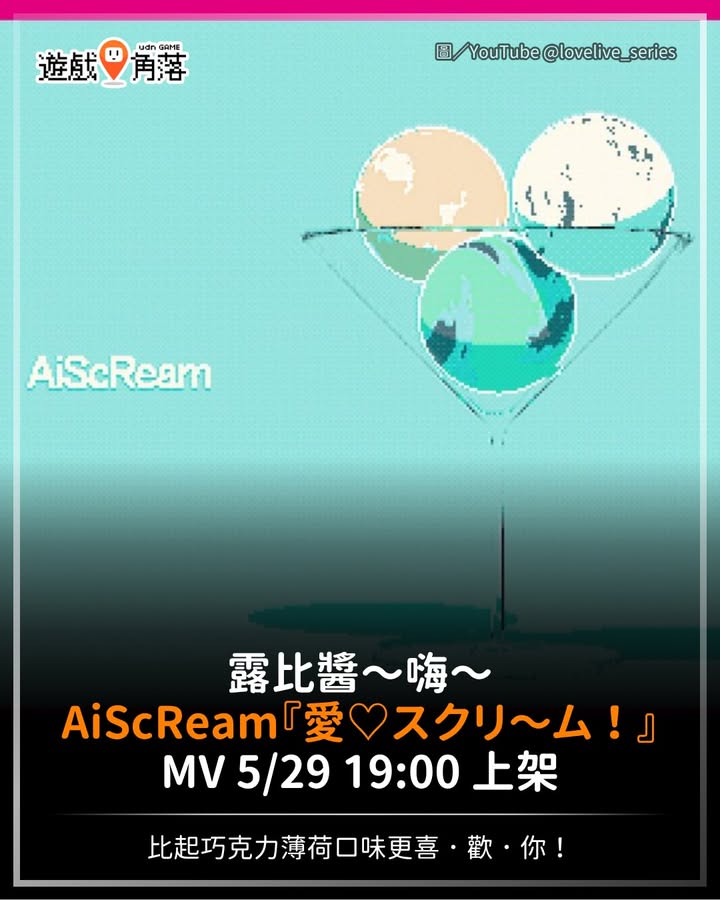 udn GAME
遊戲角落
圖／YouTube @lovelive_series
AiScReam
露比醬～嗨～
AiScReam『愛♡スクリ～ム！』
MV 5/29 19:00 上架
比起巧克力薄荷口味更喜・歡・你！